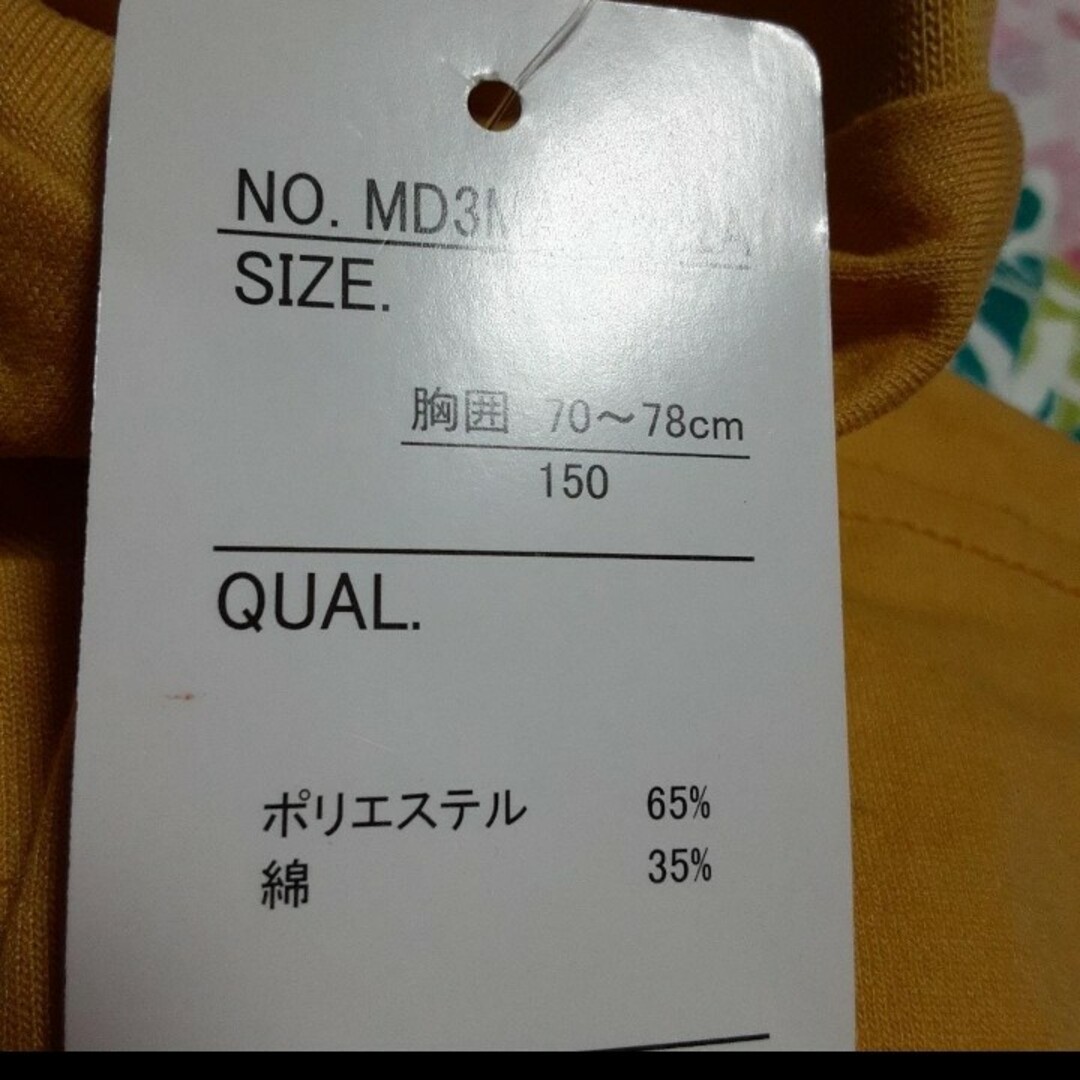 NO. MD3M
SIZE.
胸囲 70～78cm
150
QUAL.
ポリエステル 65%
綿 35%